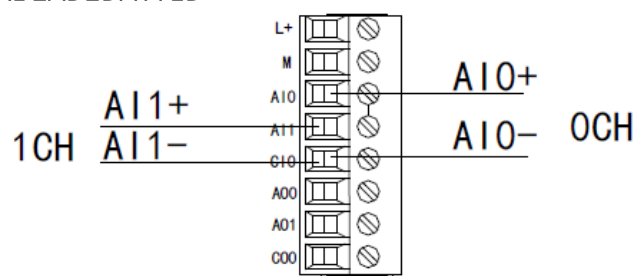 L+
M
AI0 AI0+
AI1+ AI1
1CH AI1- CI0 AI0- 0CH
AO0
AO1
CO0